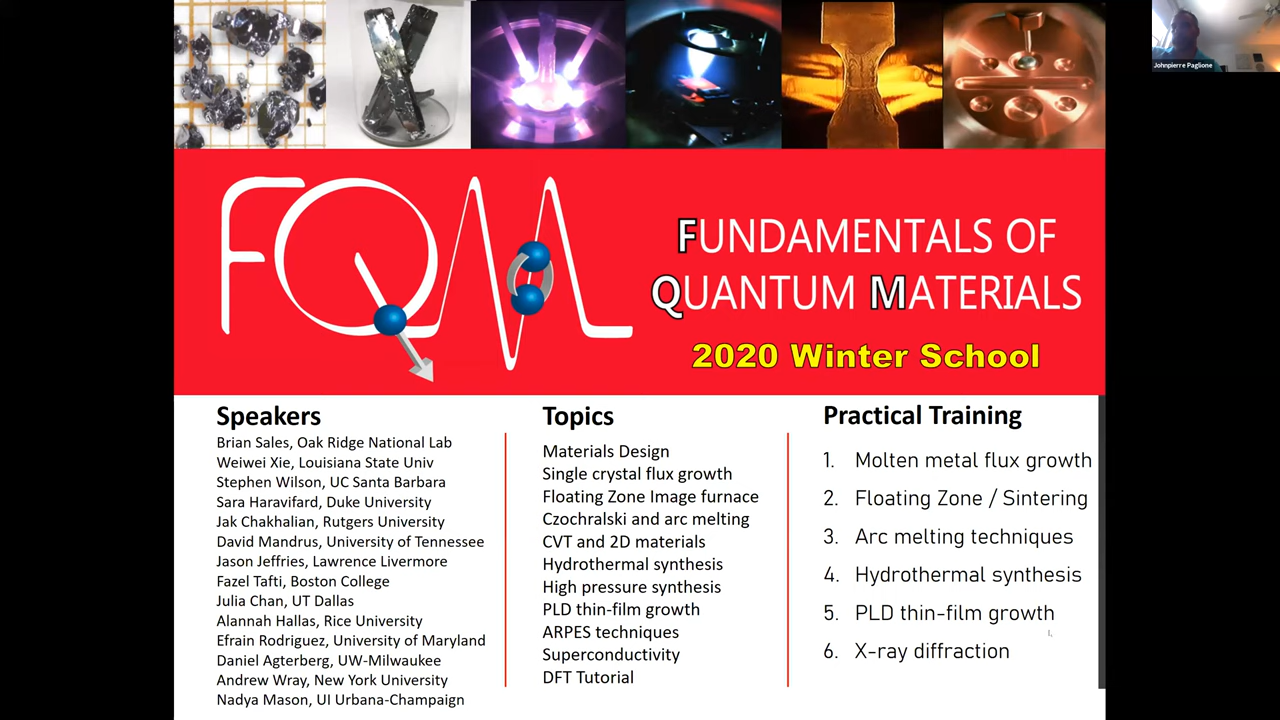 Johnpierre Paglione
FQM
FUNDAMENTALS OF
QUANTUM MATERIALS
2020 Winter School
Speakers
Brian Sales, Oak Ridge National Lab
Weiwei Xie, Louisiana State Univ
Stephen Wilson, UC Santa Barbara
Sara Haravifard, Duke University
Jak Chakhalian, Rutgers University
David Mandrus, University of Tennessee
Jason Jeffries, Lawrence Livermore
Fazel Tafti, Boston College
Julia Chan, UT Dallas
Alannah Hallas, Rice University
Efrain Rodriguez, University of Maryland
Daniel Agterberg, UW-Milwaukee
Andrew Wray, New York University
Nadya Mason, UI Urbana-Champaign
Topics
Materials Design
Single crystal flux growth
Floating Zone Image furnace
Czochralski and arc melting
CVT and 2D materials
Hydrothermal synthesis
High pressure synthesis
PLD thin-film growth
ARPES techniques
Superconductivity
DFT Tutorial
Practical Training
1. Molten metal flux growth
2. Floating Zone / Sintering
3. Arc melting techniques
4. Hydrothermal synthesis
5. PLD thin-film growth
6. X-ray diffraction